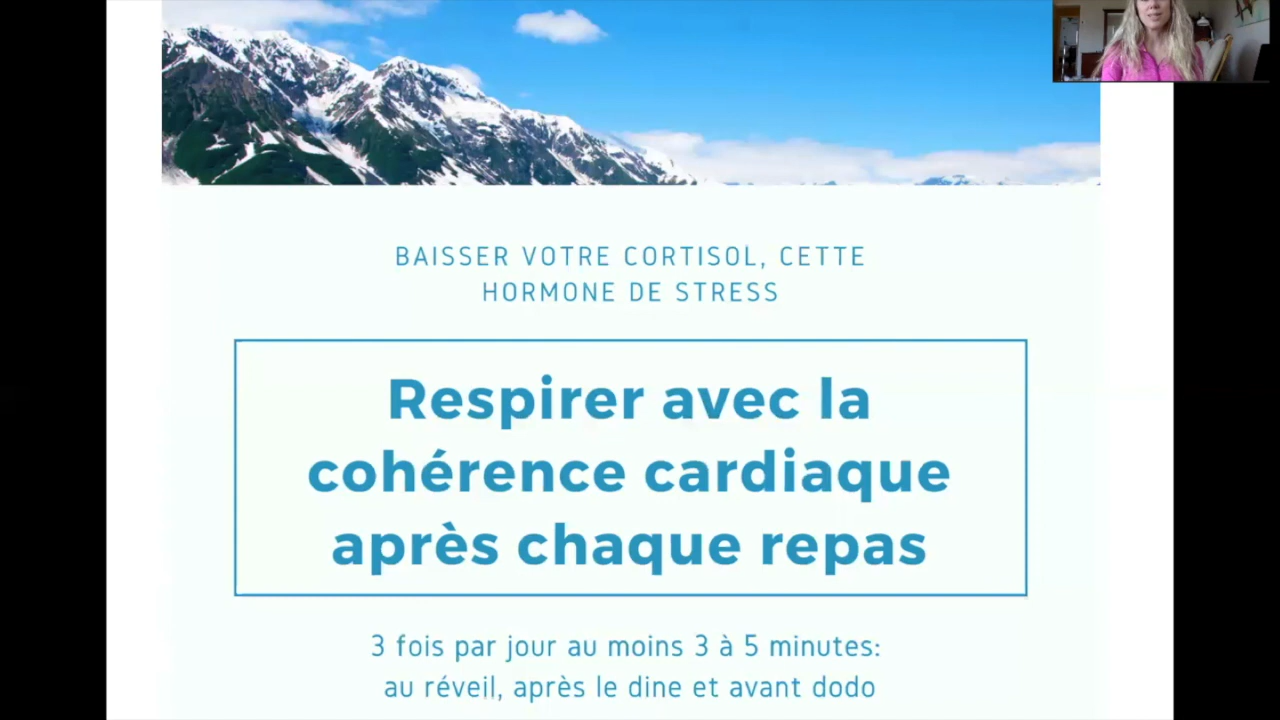 BAISSER VOTRE CORTISOL, CETTE
HORMONE DE STRESS
Respirer avec la
cohérence cardiaque
après chaque repas
3 fois par jour au moins 3 à 5 minutes:
au réveil, après le dine et avant dodo